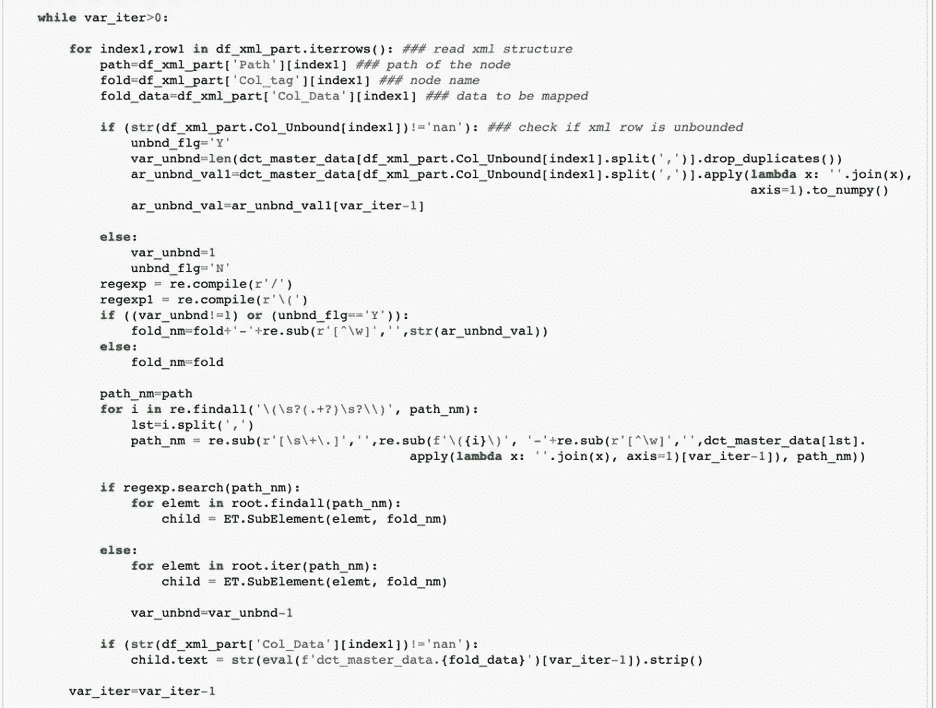 while var_iter>0:
for index1,row1 in df_xml_part.iterrows(): ### read xml structure
path=df_xml_part['Path'][index1] ### path of the node
fold=df_xml_part['Col_tag'][index1] ### node name
fold_data=df_xml_part['Col_Data'][index1] ### data to be mapped
if (str(df_xml_part.Col_Unbound[index1])!='nan'): ### check if xml row is unbounded
unbnd_flg='Y'
var_unbnd=len(dct_master_data[df_xml_part.Col_Unbound[index1].split(',')].drop_duplicates())
ar_unbnd_val1=dct_master_data[df_xml_part.Col_Unbound[index1].split(',')].apply(lambda x: ''.join(x),
axis=1).to_numpy()
ar_unbnd_val=ar_unbnd_val1[var_iter-1]
else:
var_unbnd=1
unbnd_flg='N'
regexp = re.compile(r'/')
regexp1 = re.compile(r'\(')
if ((var_unbnd!=1) or (unbnd_flg=='Y')):
fold_nm=fold+'-'+re.sub(r'[^\w]','',str(ar_unbnd_val))
else:
fold_nm=fold
path_nm=path
for i in re.findall('\(\s?(.+?)\s?\\)', path_nm):
lst=i.split(',')
path_nm = re.sub(r'[\s\+\.]','',re.sub(f'\({i}\)', '-'+re.sub(r'[^\w]','',dct_master_data[lst].
apply(lambda x: ''.join(x), axis=1)[var_iter-1]), path_nm))
if regexp.search(path_nm):
for elemt in root.findall(path_nm):
child = ET.SubElement(elemt, fold_nm)
else:
for elemt in root.iter(path_nm):
child = ET.SubElement(elemt, fold_nm)
var_unbnd=var_unbnd-1
if (str(df_xml_part['Col_Data'][index1])!='nan'):
child.text = str(eval(f'dct_master_data.{fold_data}')[var_iter-1]).strip()
var_iter=var_iter-1